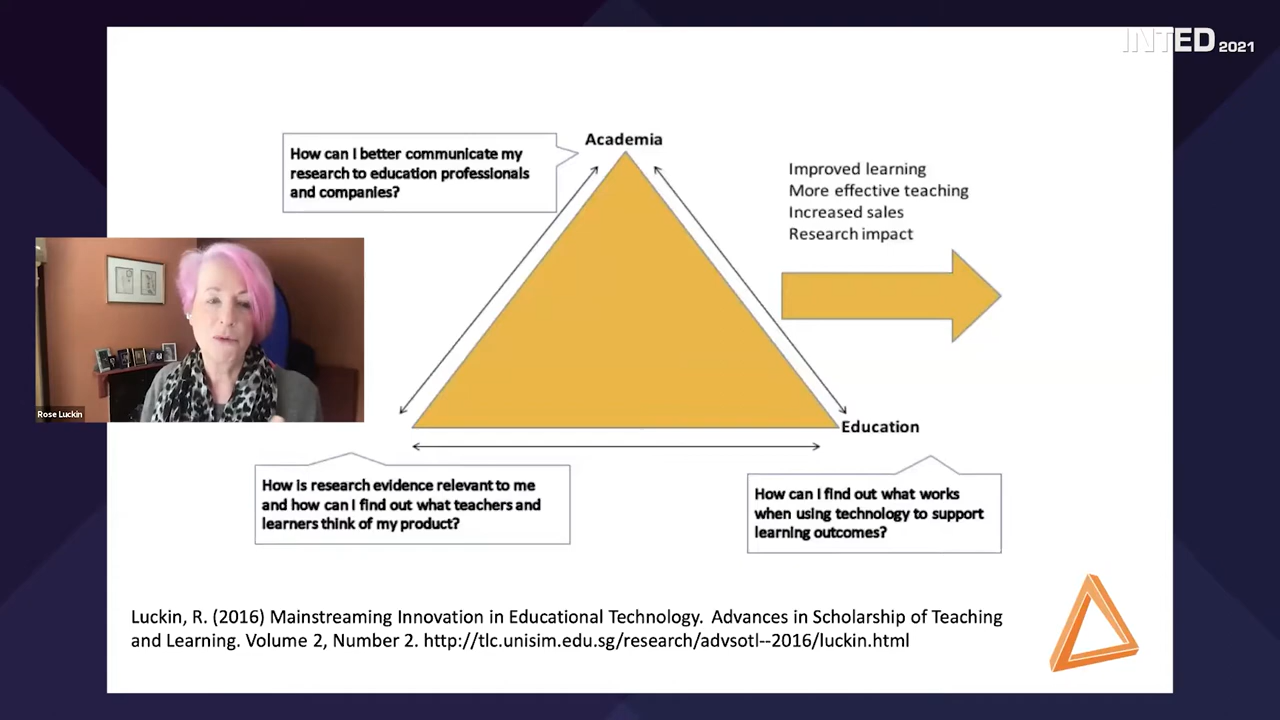 INTED 2021
Academia
How can I better communicate my
research to education professionals
and companies?
Improved learning
More effective teaching
Increased sales
Research impact
Rose Luckin
Education
How is research evidence relevant to me
and how can I find out what teachers and
learners think of my product?
How can I find out what works
when using technology to support
learning outcomes?
Luckin, R. (2016) Mainstreaming Innovation in Educational Technology. Advances in Scholarship of Teaching
and Learning. Volume 2, Number 2. http://tlc.unisim.edu.sg/research/advsotl--2016/luckin.html